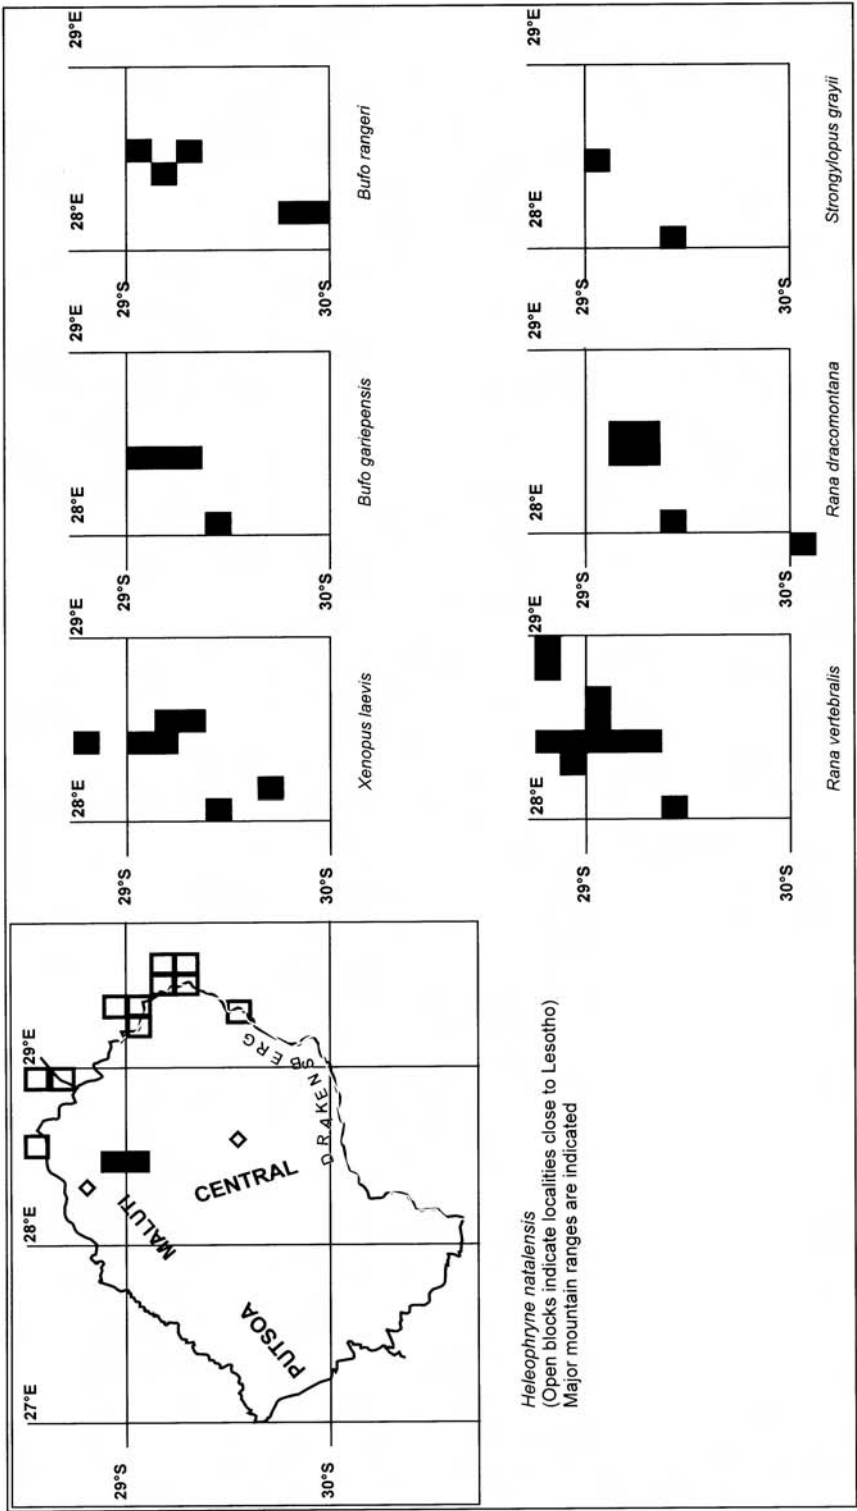 27°E 28°E 29°E
29°S
30°S
MALUTI
PUTSOA
CENTRAL
DRAKENSBERG
28°E 29°E
29°S
30°S
Xenopus laevis
28°E 29°E
29°S
30°S
Bufo gariepensis
28°E 29°E
29°S
30°S
Bufo rangeri
Heleophryne natalensis
(Open blocks indicate localities close to Lesotho)
Major mountain ranges are indicated
28°E 29°E
29°S
30°S
Rana vertebralis
28°E 29°E
29°S
30°S
Rana dracomontana
28°E 29°E
29°S
30°S
Strongylopus grayii